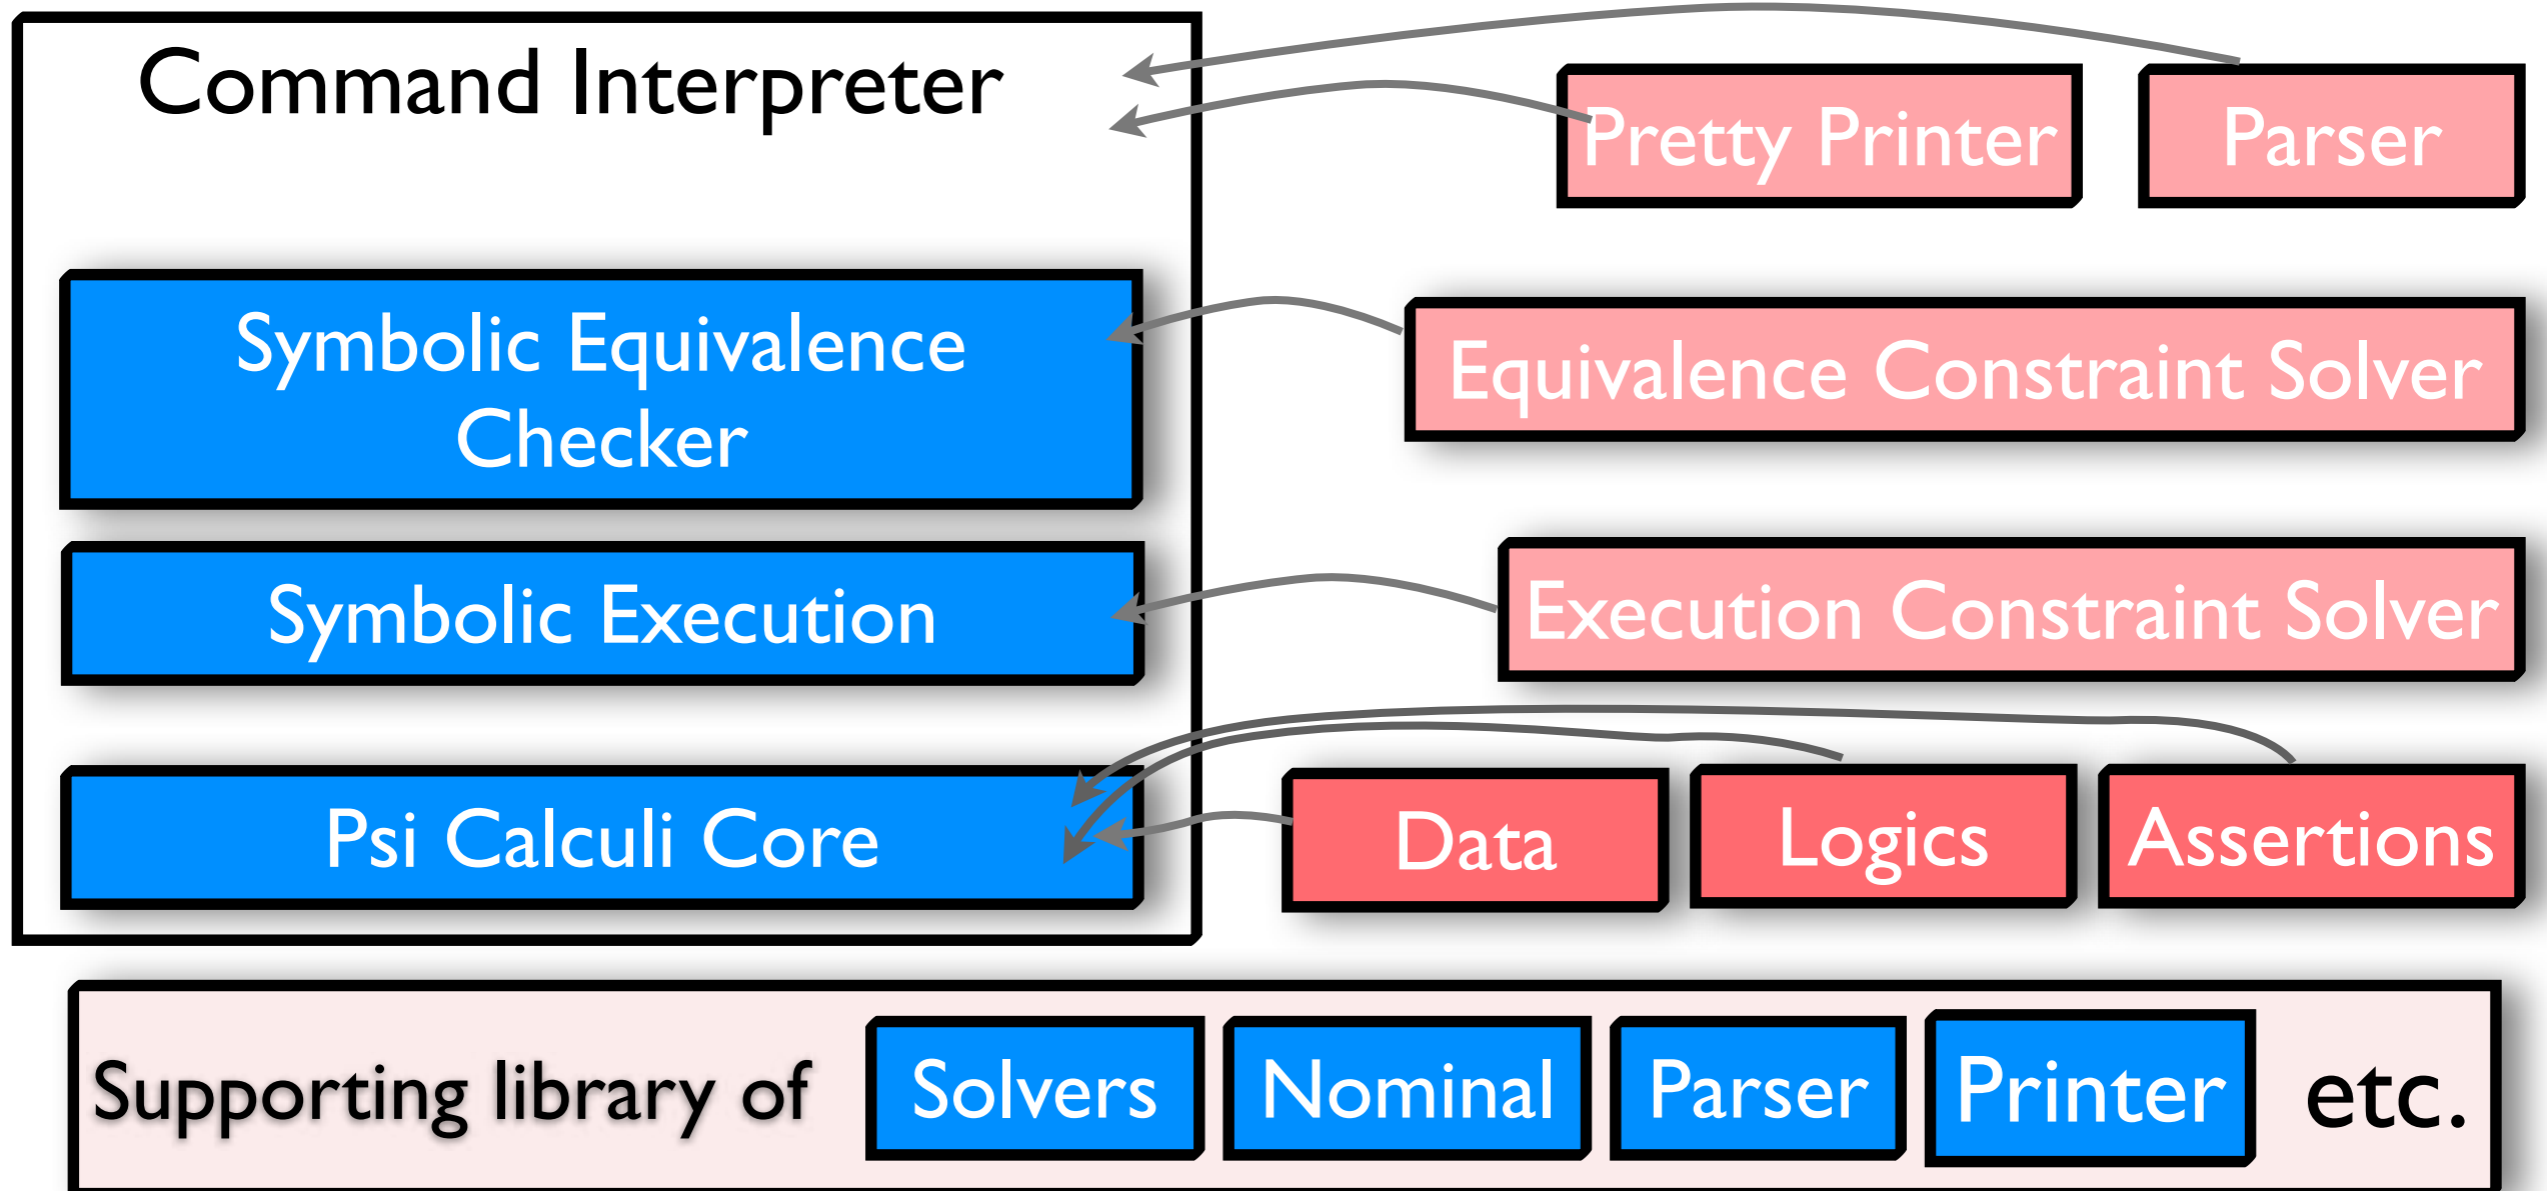 Command Interpreter
Pretty Printer
Parser
Symbolic Equivalence
Checker
Equivalence Constraint Solver
Symbolic Execution
Execution Constraint Solver
Psi Calculi Core
Data
Logics
Assertions
Supporting library of
Solvers
Nominal
Parser
Printer
etc.